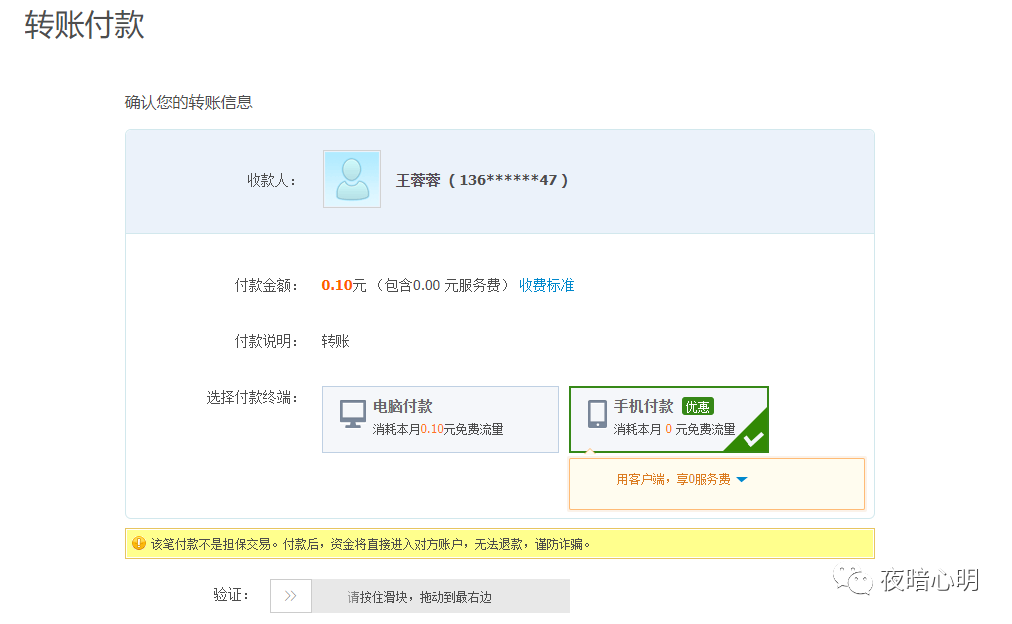 转账付款
确认您的转账信息
收款人： 王蓉蓉 ( 136******47 )
付款金额： 0.10元 （包含0.00 元服务费） 收费标准
付款说明： 转账
选择付款终端： 电脑付款 手机付款 优惠
消耗本月0.10元免费流量 消耗本月 0 元免费流量
用客户端，享0服务费
该笔付款不是担保交易。付款后，资金将直接进入对方账户，无法退款，谨防诈骗。
验证： >> 请按住滑块，拖动到最右边
夜暗心明